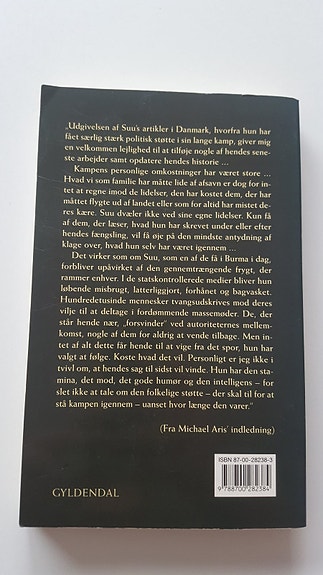 „Udgivelsen af Suu's artikler i Danmark, hvorfra hun har
fået særlig stærk politisk støtte i sin lange kamp, giver mig
en velkommen lejlighed til at tilføje nogle af hendes sene-
ste arbejder samt opdatere hendes historie ...
Kampens personlige omkostninger har været store ...
Hvad vi som familie har måtte lide af afsavn er dog for in-
tet at regne imod de lidelser, den har kostet dem, der har
måttet flygte ud af landet eller som for altid har mistet de-
res kære. Suu dvæler ikke ved sine egne lidelser. Kun få
af dem, der læser, hvad hun har skrevet under eller efter
hendes fængsling, vil få øje på den mindste antydning af
klage over, hvad hun selv har været igennem ...
Det virker som om Suu, som en af de få i Burma i dag,
forbliver upåvirket af den gennemtrængende frygt, der
rammer enhver. I de statskontrollerede medier bliver hun
løbende misbrugt, latterliggjort, forhånet og bagvasket.
Hundredetusinde mennesker tvangsudskrives mod deres
vilje til at deltage i fordømmende massemøder. De, der
står hende nær, „forsvinder“ ved autoriteternes mellem-
komst, nogle af dem for aldrig at vende tilbage. Men in-
tet af alt dette får hende til at vige fra det spor, hun har
valgt at følge. Koste hvad det vil. Personligt er jeg ikke i
tvivl om, at hendes sag til sidst vil vinde. Hun har den sta-
mina, det mod, det gode humør og den intelligens – for
slet ikke at tale om den folkelige støtte – der skal til for at
stå kampen igennem – uanset hvor længe den varer.“
(Fra Michael Aris' indledning)
ISBN 87-00-28238-3
9 788700 282384
GYLDENDAL